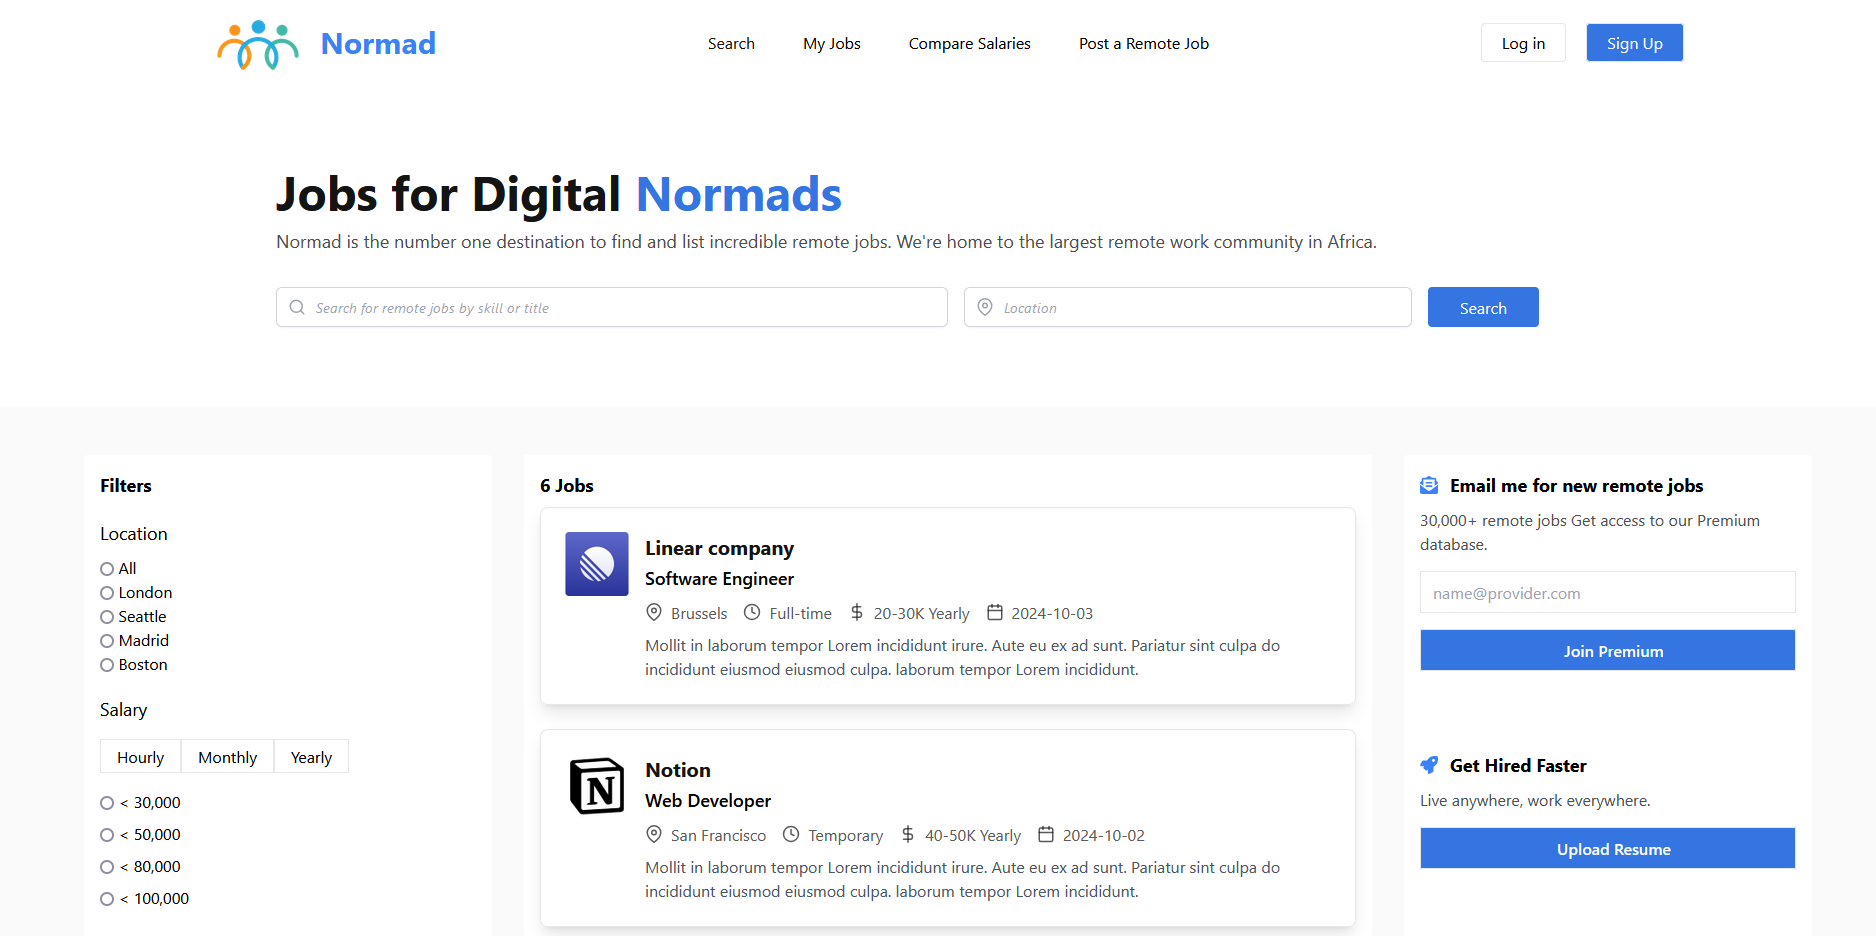 Normad
Search My Jobs Compare Salaries Post a Remote Job
Log in Sign Up
Jobs for Digital Normads
Normad is the number one destination to find and list incredible remote jobs. We're home to the largest remote work community in Africa.
Search for remote jobs by skill or title
Location
Search
Filters
Location
All
London
Seattle
Madrid
Boston
Salary
Hourly Monthly Yearly
< 30,000
< 50,000
< 80,000
< 100,000
6 Jobs
Linear company
Software Engineer
Brussels Full-time 20-30K Yearly 2024-10-03
Mollit in laborum tempor Lorem incididunt irure. Aute eu ex ad sunt. Pariatur sint culpa do
incididunt eiusmod eiusmod culpa. laborum tempor Lorem incididunt.
N
Notion
Web Developer
San Francisco Temporary 40-50K Yearly 2024-10-02
Mollit in laborum tempor Lorem incididunt irure. Aute eu ex ad sunt. Pariatur sint culpa do
incididunt eiusmod eiusmod culpa. laborum tempor Lorem incididunt.
Email me for new remote jobs
30,000+ remote jobs Get access to our Premium
database.
name@provider.com
Join Premium
Get Hired Faster
Live anywhere, work everywhere.
Upload Resume